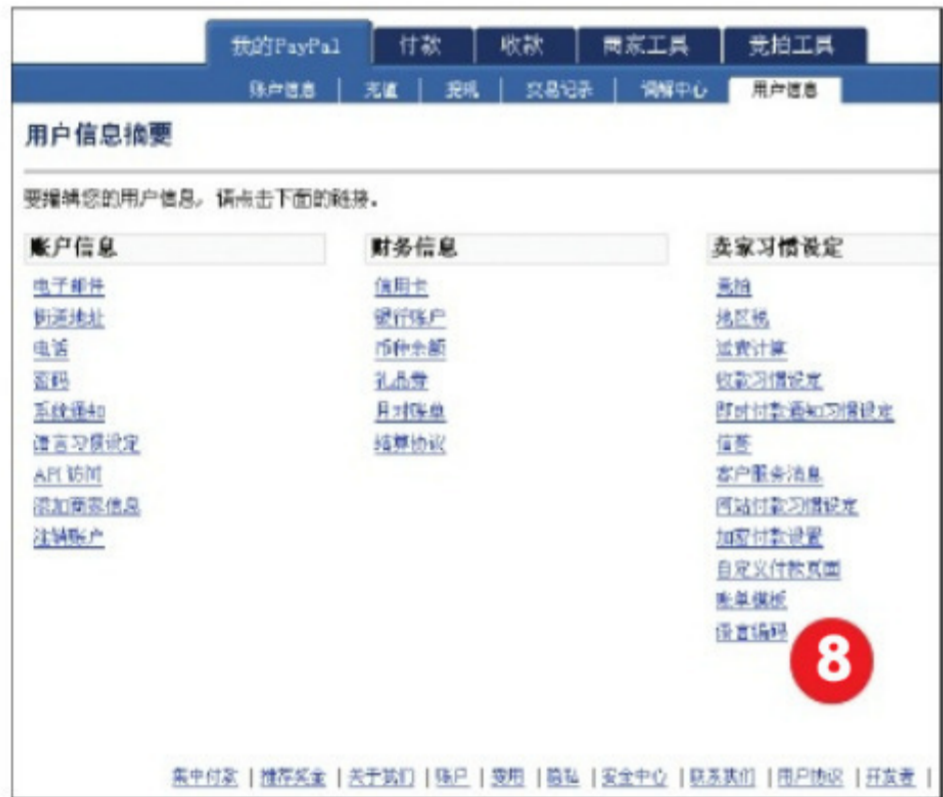 我的PayPal 付款 收款 商家工具 竞拍工具
账户信息 充值 提现 交易记录 调解中心 用户信息
用户信息摘要
要编辑您的用户信息，请点击下面的链接。
账户信息
电子邮件
街道地址
电话
密码
系统通知
语言习惯设定
API 访问
添加商家信息
注销账户
财务信息
信用卡
银行账户
币种余额
礼品券
月对账单
结算协议
卖家习惯设定
竞拍
地区税
运费计算
收款习惯设定
即时付款通知习惯设定
信誉
客户服务消息
网站付款习惯设定
加密付款设置
自定义付款页面
账单模板
语言编码
8
集中付款 | 推荐奖金 | 关于我们 | 账户 | 费用 | 隐私 | 安全中心 | 联系我们 | 用户协议 | 开发者 |